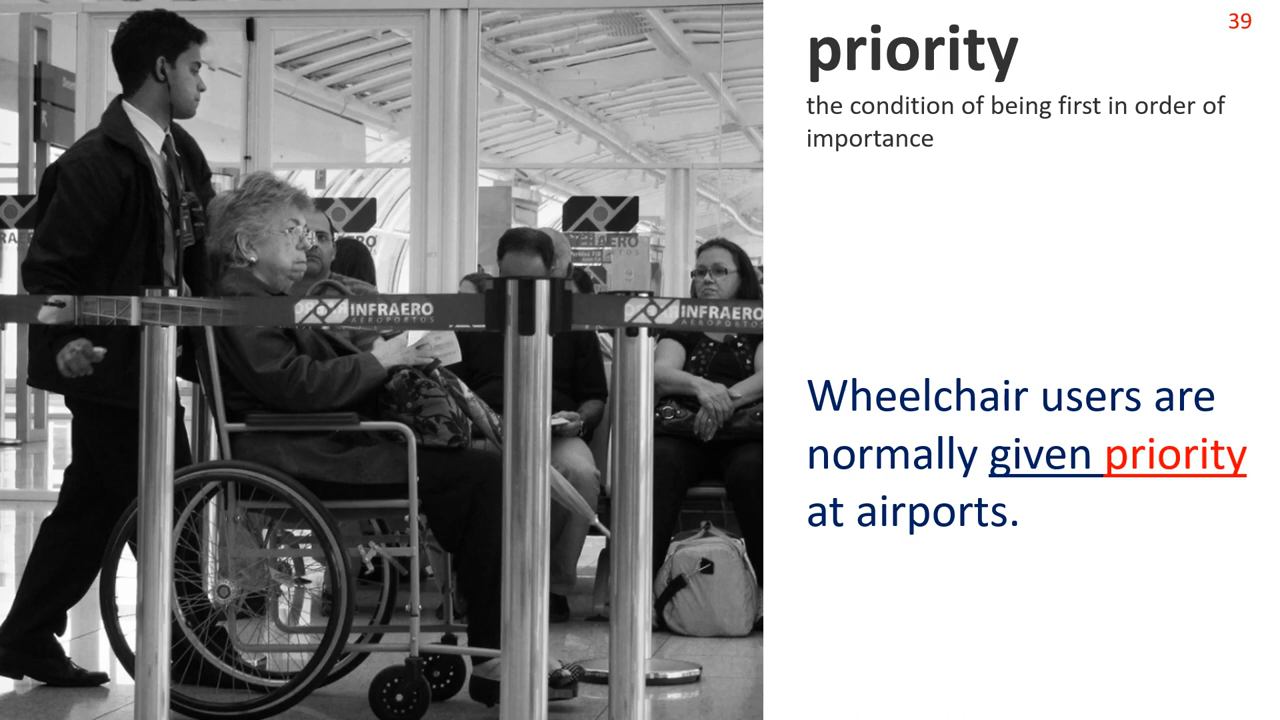 39
priority
the condition of being first in order of
importance
INFRAERO
AEROPORTOS
INFRAERO
AEROPORTOS
Wheelchair users are
normally given priority
at airports.